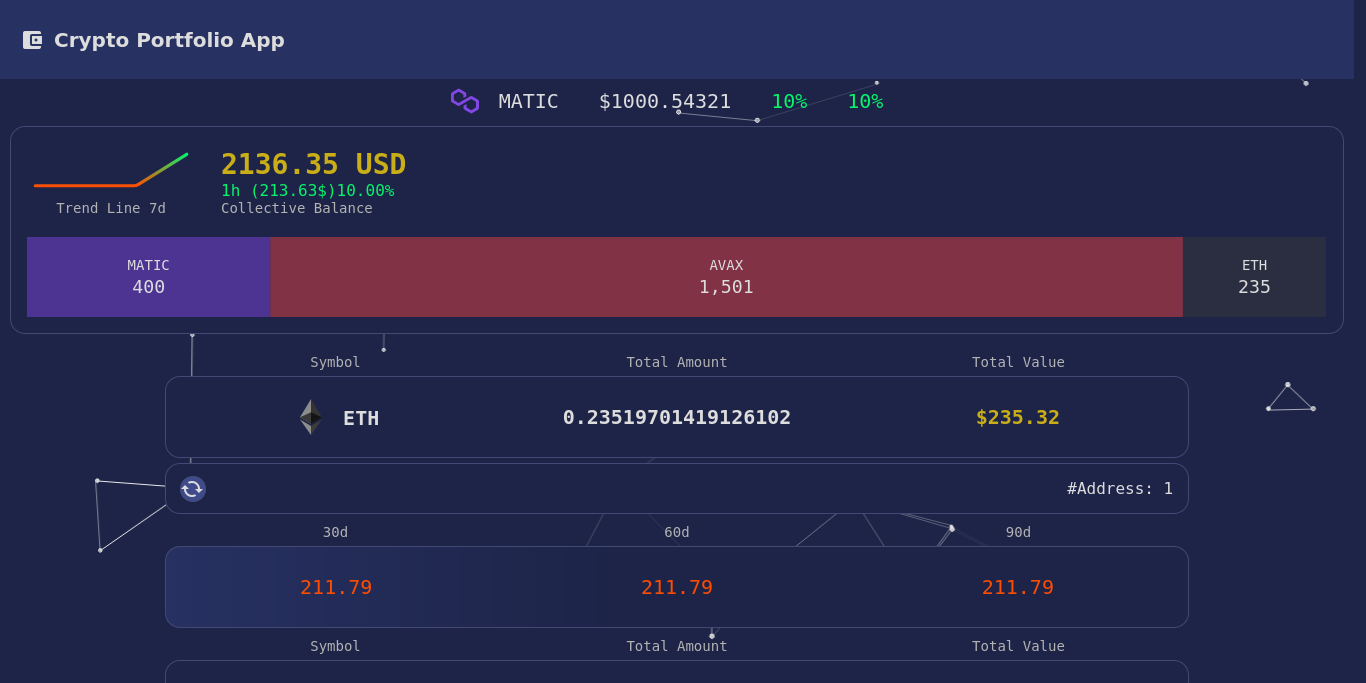 Crypto Portfolio App
MATIC $1000.54321 10% 10%
2136.35 USD
1h (213.63$)10.00%
Trend Line 7d Collective Balance
MATIC AVAX ETH
400 1,501 235
Symbol Total Amount Total Value
ETH 0.23519701419126102 $235.32
#Address: 1
30d 60d 90d
211.79 211.79 211.79
Symbol Total Amount Total Value